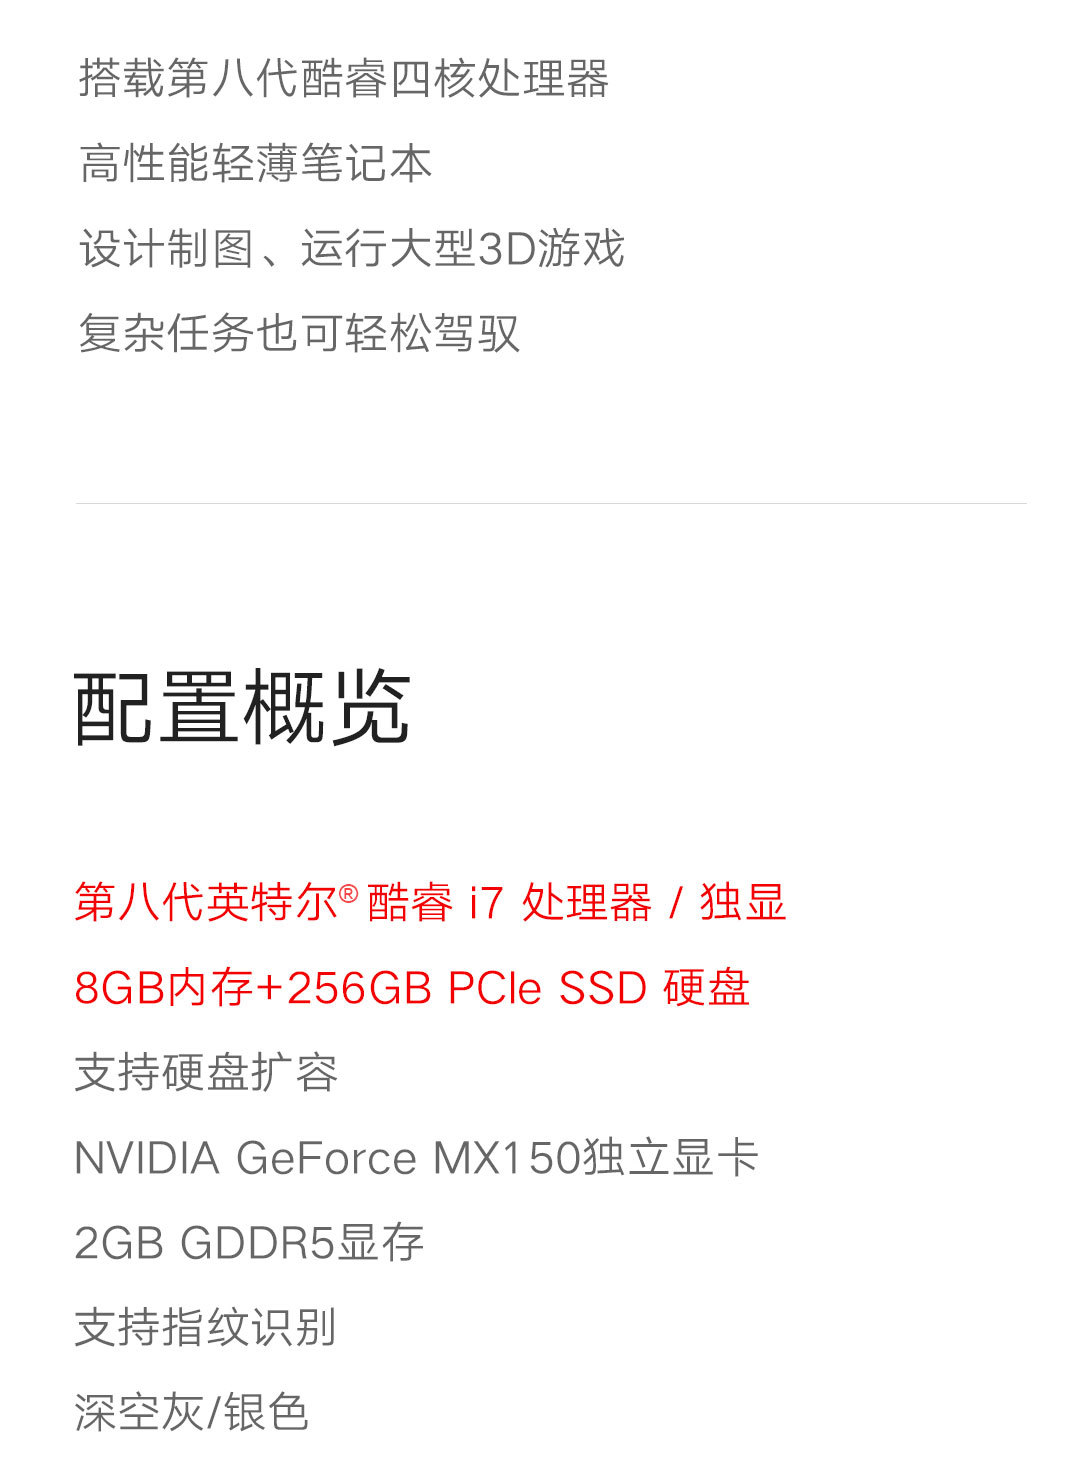 搭载第八代酷睿四核处理器
高性能轻薄笔记本
设计制图、运行大型3D游戏
复杂任务也可轻松驾驭
配置概览
第八代英特尔® 酷睿 i7 处理器 / 独显
8GB内存+256GB PCIe SSD 硬盘
支持硬盘扩容
NVIDIA GeForce MX150独立显卡
2GB GDDR5显存
支持指纹识别
深空灰/银色